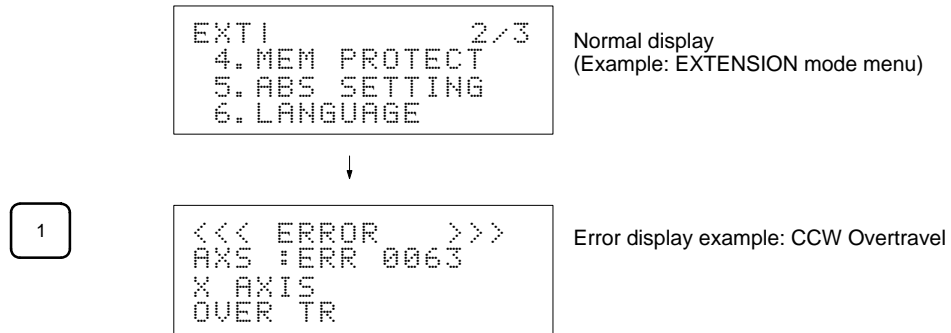 EXTI 2/3
4.MEM PROTECT
5.ABS SETTING
6.LANGUAGE
Normal display
(Example: EXTENSION mode menu)
1
<<< ERROR >>>
AXS :ERR 0063
X AXIS
OVER TR
Error display example: CCW Overtravel